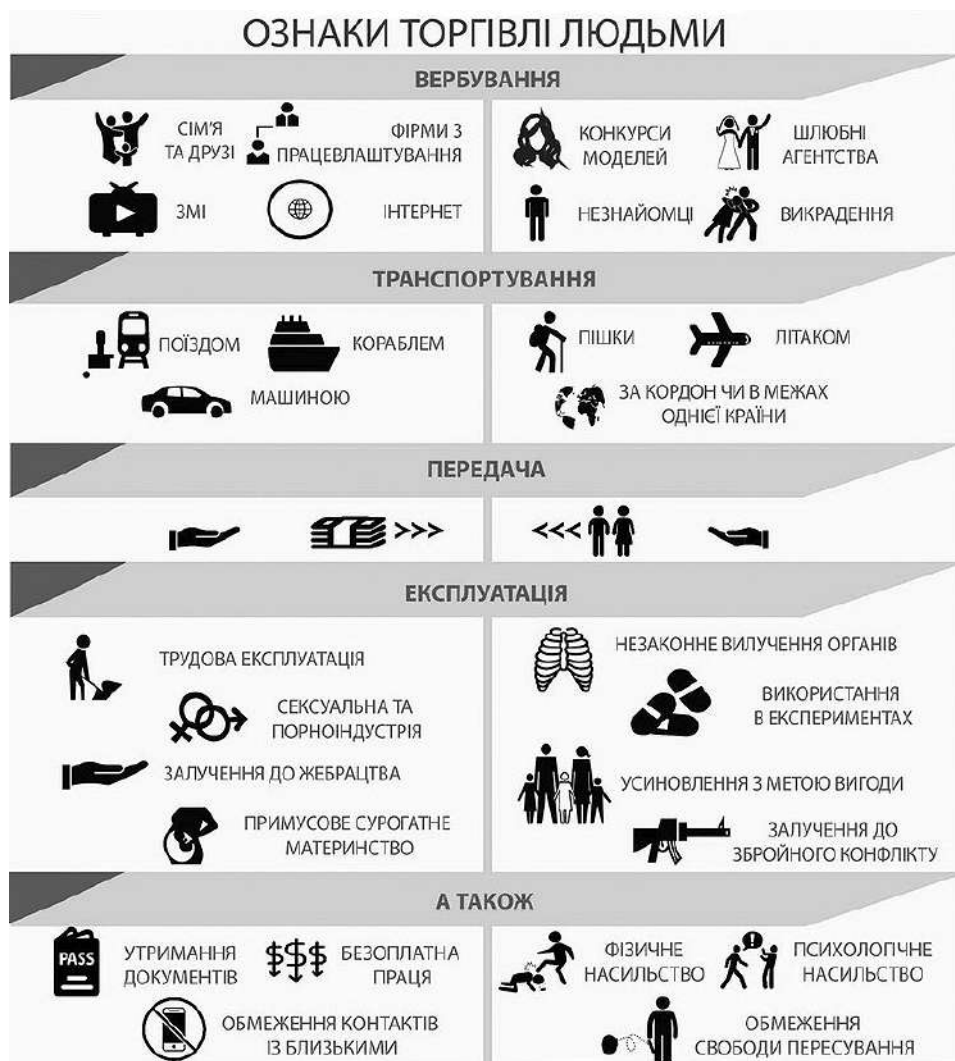 ОЗНАКИ ТОРГІВЛІ ЛЮДЬМИ
ВЕРБУВАННЯ
СІМ'Я
ТА ДРУЗІ
ФІРМИ З
ПРАЦЕВЛАШТУВАННЯ
ЗМІ
ІНТЕРНЕТ
КОНКУРСИ
МОДЕЛЕЙ
ШЛЮБНІ
АГЕНТСТВА
НЕЗНАЙОМЦІ
ВИКРАДЕННЯ
ТРАНСПОРТУВАННЯ
ПОЇЗДОМ
КОРАБЛЕМ
МАШИНОЮ
ПІШКИ
ЛІТАКОМ
ЗА КОРДОН ЧИ В МЕЖАХ
ОДНІЄЇ КРАЇНИ
ПЕРЕДАЧА
>>>
<<<
ЕКСПЛУАТАЦІЯ
ТРУДОВА ЕКСПЛУАТАЦІЯ
СЕКСУАЛЬНА ТА
ПОРНОІНДУСТРІЯ
ЗАЛУЧЕННЯ ДО ЖЕБРАЦТВА
ПРИМУСОВЕ СУРОГАТНЕ
МАТЕРИНСТВО
НЕЗАКОННЕ ВИЛУЧЕННЯ ОРГАНІВ
ВИКОРИСТАННЯ
В ЕКСПЕРИМЕНТАХ
УСИНОВЛЕННЯ З МЕТОЮ ВИГОДИ
ЗАЛУЧЕННЯ ДО
ЗБРОЙНОГО КОНФЛІКТУ
А ТАКОЖ
PASS
УТРИМАННЯ
ДОКУМЕНТІВ
$$$
БЕЗОПЛАТНА
ПРАЦЯ
ОБМЕЖЕННЯ КОНТАКТІВ
ІЗ БЛИЗЬКИМИ
ФІЗИЧНЕ
НАСИЛЬСТВО
ПСИХОЛОГІЧНЕ
НАСИЛЬСТВО
ОБМЕЖЕННЯ
СВОБОДИ ПЕРЕСУВАННЯ